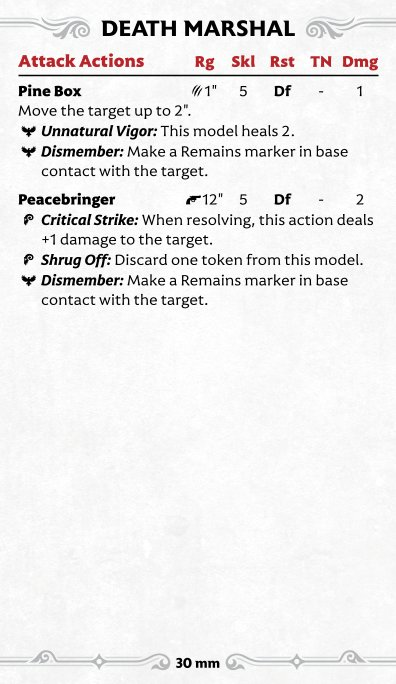 DEATH MARSHAL
Attack Actions Rg Skl Rst TN Dmg
Pine Box 1" 5 Df - 1
Move the target up to 2".
Unnatural Vigor: This model heals 2.
Dismember: Make a Remains marker in base
contact with the target.
Peacebringer 12" 5 Df - 2
Critical Strike: When resolving, this action deals
+1 damage to the target.
Shrug Off: Discard one token from this model.
Dismember: Make a Remains marker in base
contact with the target.
30 mm